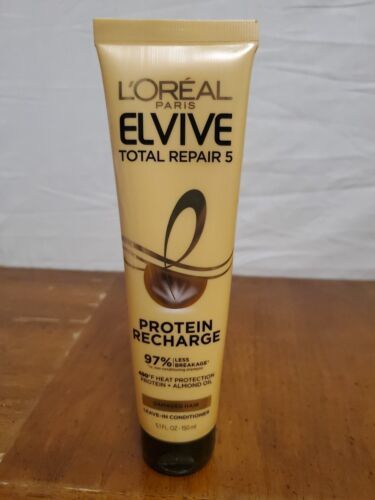 L'ORÉAL
PARIS
ELVIVE
TOTAL REPAIR 5
PROTEIN
RECHARGE
97% LESS
BREAKAGE*
450°F HEAT PROTECTION
PROTEIN + ALMOND OIL
DAMAGED HAIR
LEAVE-IN CONDITIONER
5.1 FL. OZ • 150 ml